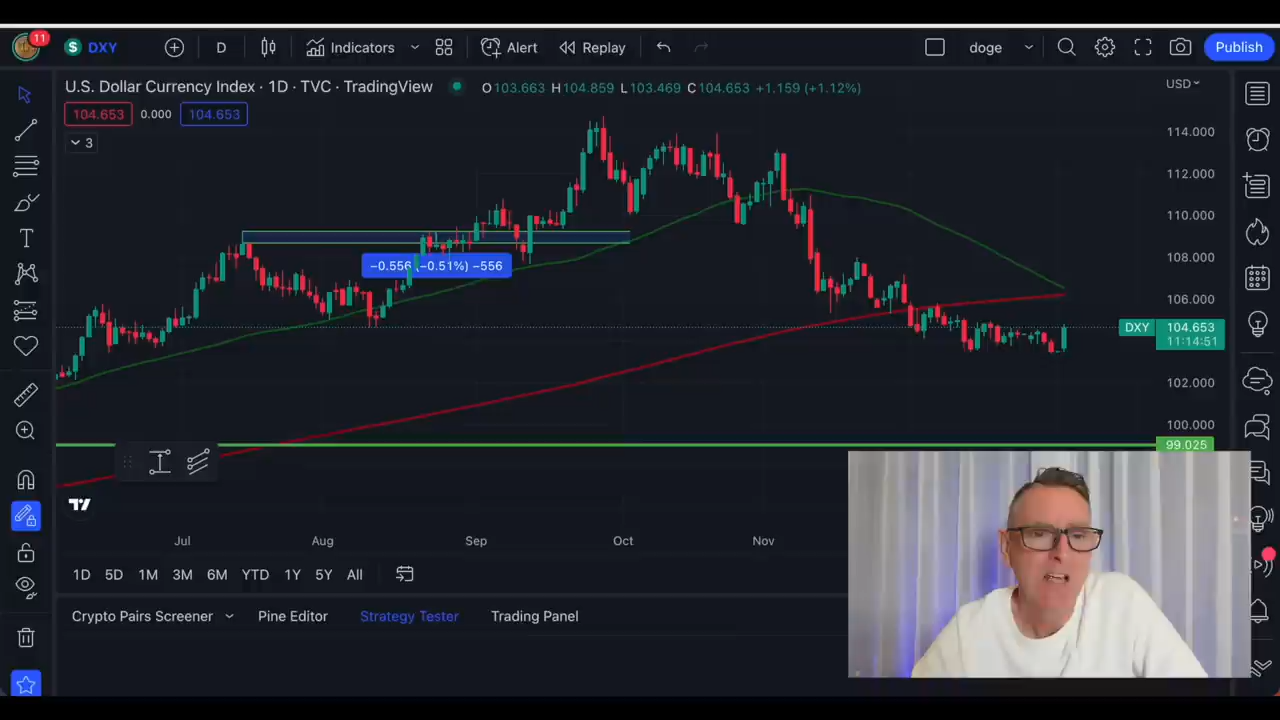 11
$ DXY
D
Indicators
Alert
Replay
doge
Publish
U.S. Dollar Currency Index · 1D · TVC · TradingView
O103.663 H104.859 L103.469 C104.653 +1.159 (+1.12%)
USD
104.653 0.000 104.653
3
114.000
112.000
110.000
108.000
−0.556 (−0.51%) −556
106.000
DXY 104.653
11:14:51
102.000
100.000
99.025
Jul Aug Sep Oct Nov
1D 5D 1M 3M 6M YTD 1Y 5Y All
Crypto Pairs Screener Pine Editor Strategy Tester Trading Panel